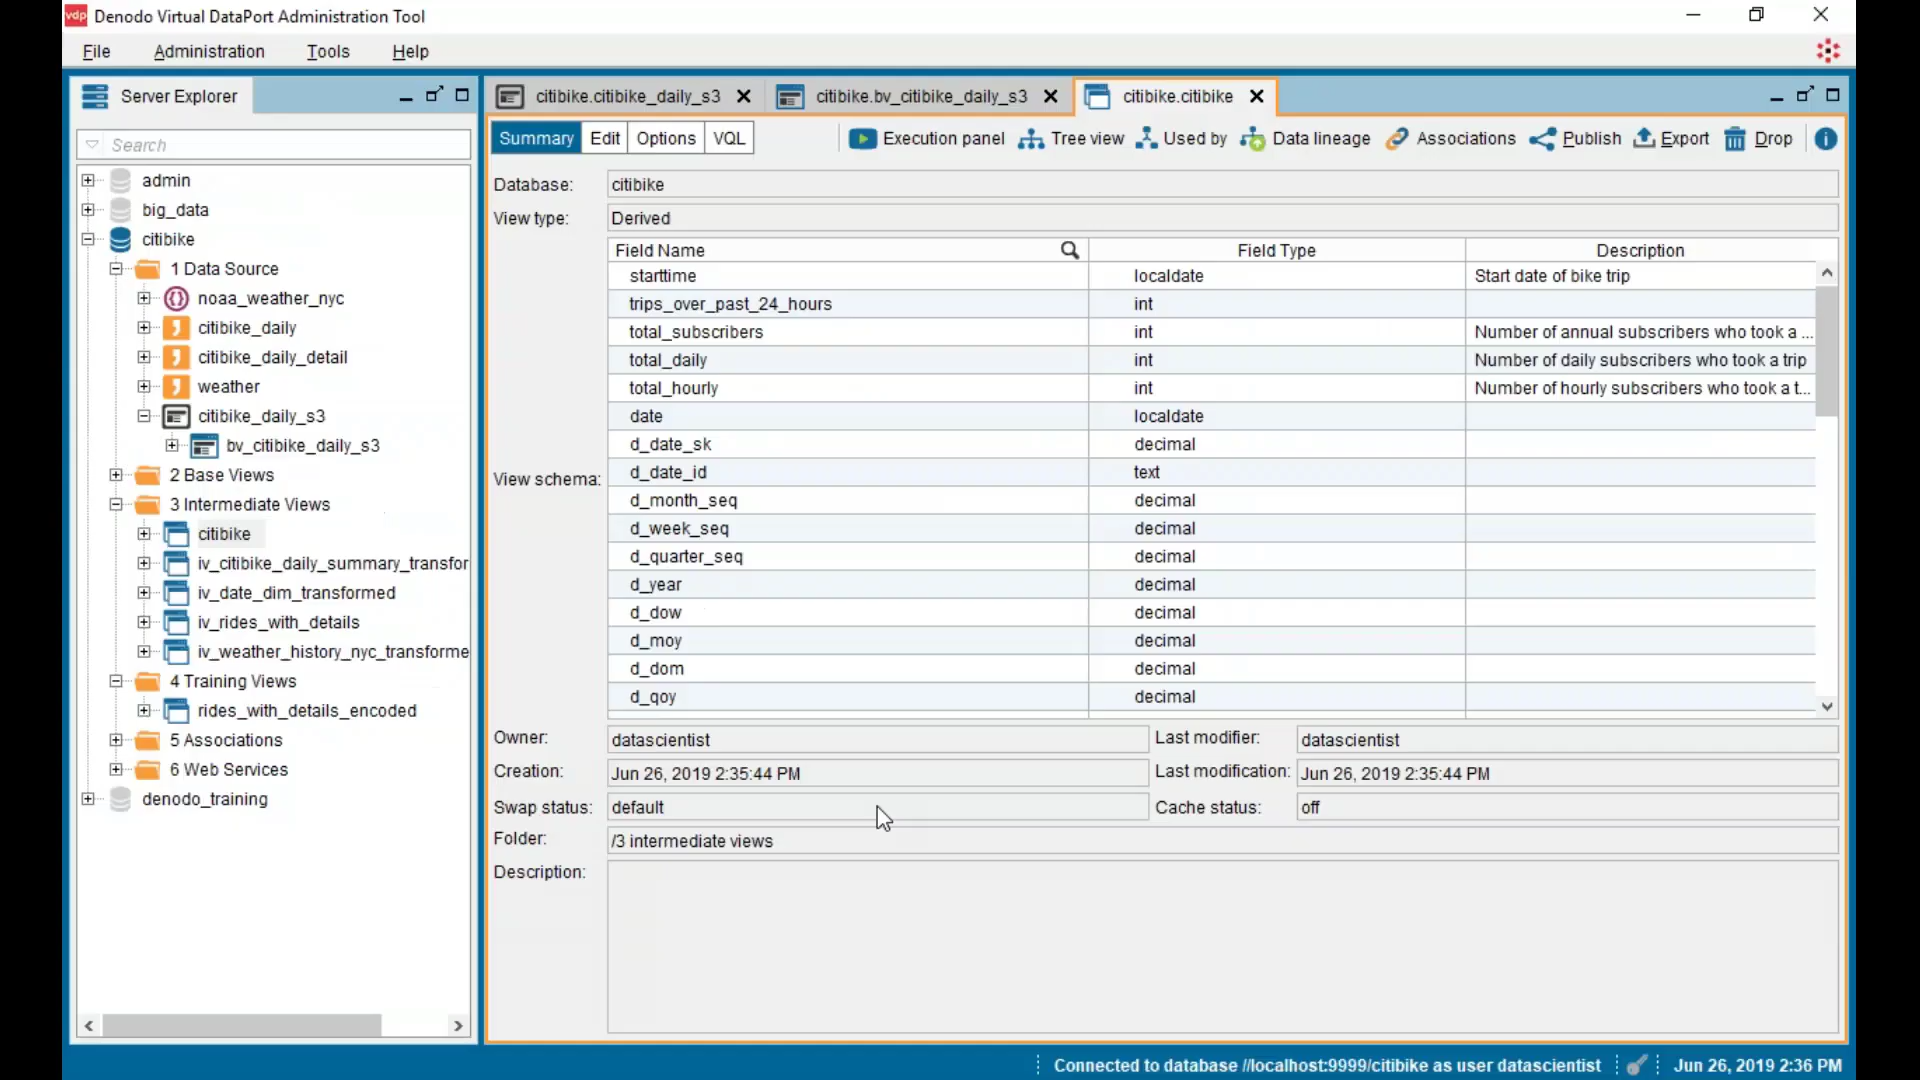 vdp Denodo Virtual DataPort Administration Tool
File Administration Tools Help
Server Explorer
citibike.citibike_daily_s3 citibike.bv_citibike_daily_s3 citibike.citibike
Search
admin
big_data
citibike
1 Data Source
noaa_weather_nyc
citibike_daily
citibike_daily_detail
weather
citibike_daily_s3
bv_citibike_daily_s3
2 Base Views
3 Intermediate Views
citibike
iv_citibike_daily_summary_transfor
iv_date_dim_transformed
iv_rides_with_details
iv_weather_history_nyc_transforme
4 Training Views
rides_with_details_encoded
5 Associations
6 Web Services
denodo_training
Summary Edit Options VQL Execution panel Tree view Used by Data lineage Associations Publish Export Drop
Database: citibike
View type: Derived
View schema:
Field Name Field Type Description
starttime localdate Start date of bike trip
trips_over_past_24_hours int
total_subscribers int Number of annual subscribers who took a ...
total_daily int Number of daily subscribers who took a trip
total_hourly int Number of hourly subscribers who took a t...
date localdate
d_date_sk decimal
d_date_id text
d_month_seq decimal
d_week_seq decimal
d_quarter_seq decimal
d_year decimal
d_dow decimal
d_moy decimal
d_dom decimal
d_qoy decimal
Owner: datascientist Last modifier: datascientist
Creation: Jun 26, 2019 2:35:44 PM Last modification: Jun 26, 2019 2:35:44 PM
Swap status: default Cache status: off
Folder: /3 intermediate views
Description:
Connected to database //localhost:9999/citibike as user datascientist Jun 26, 2019 2:36 PM